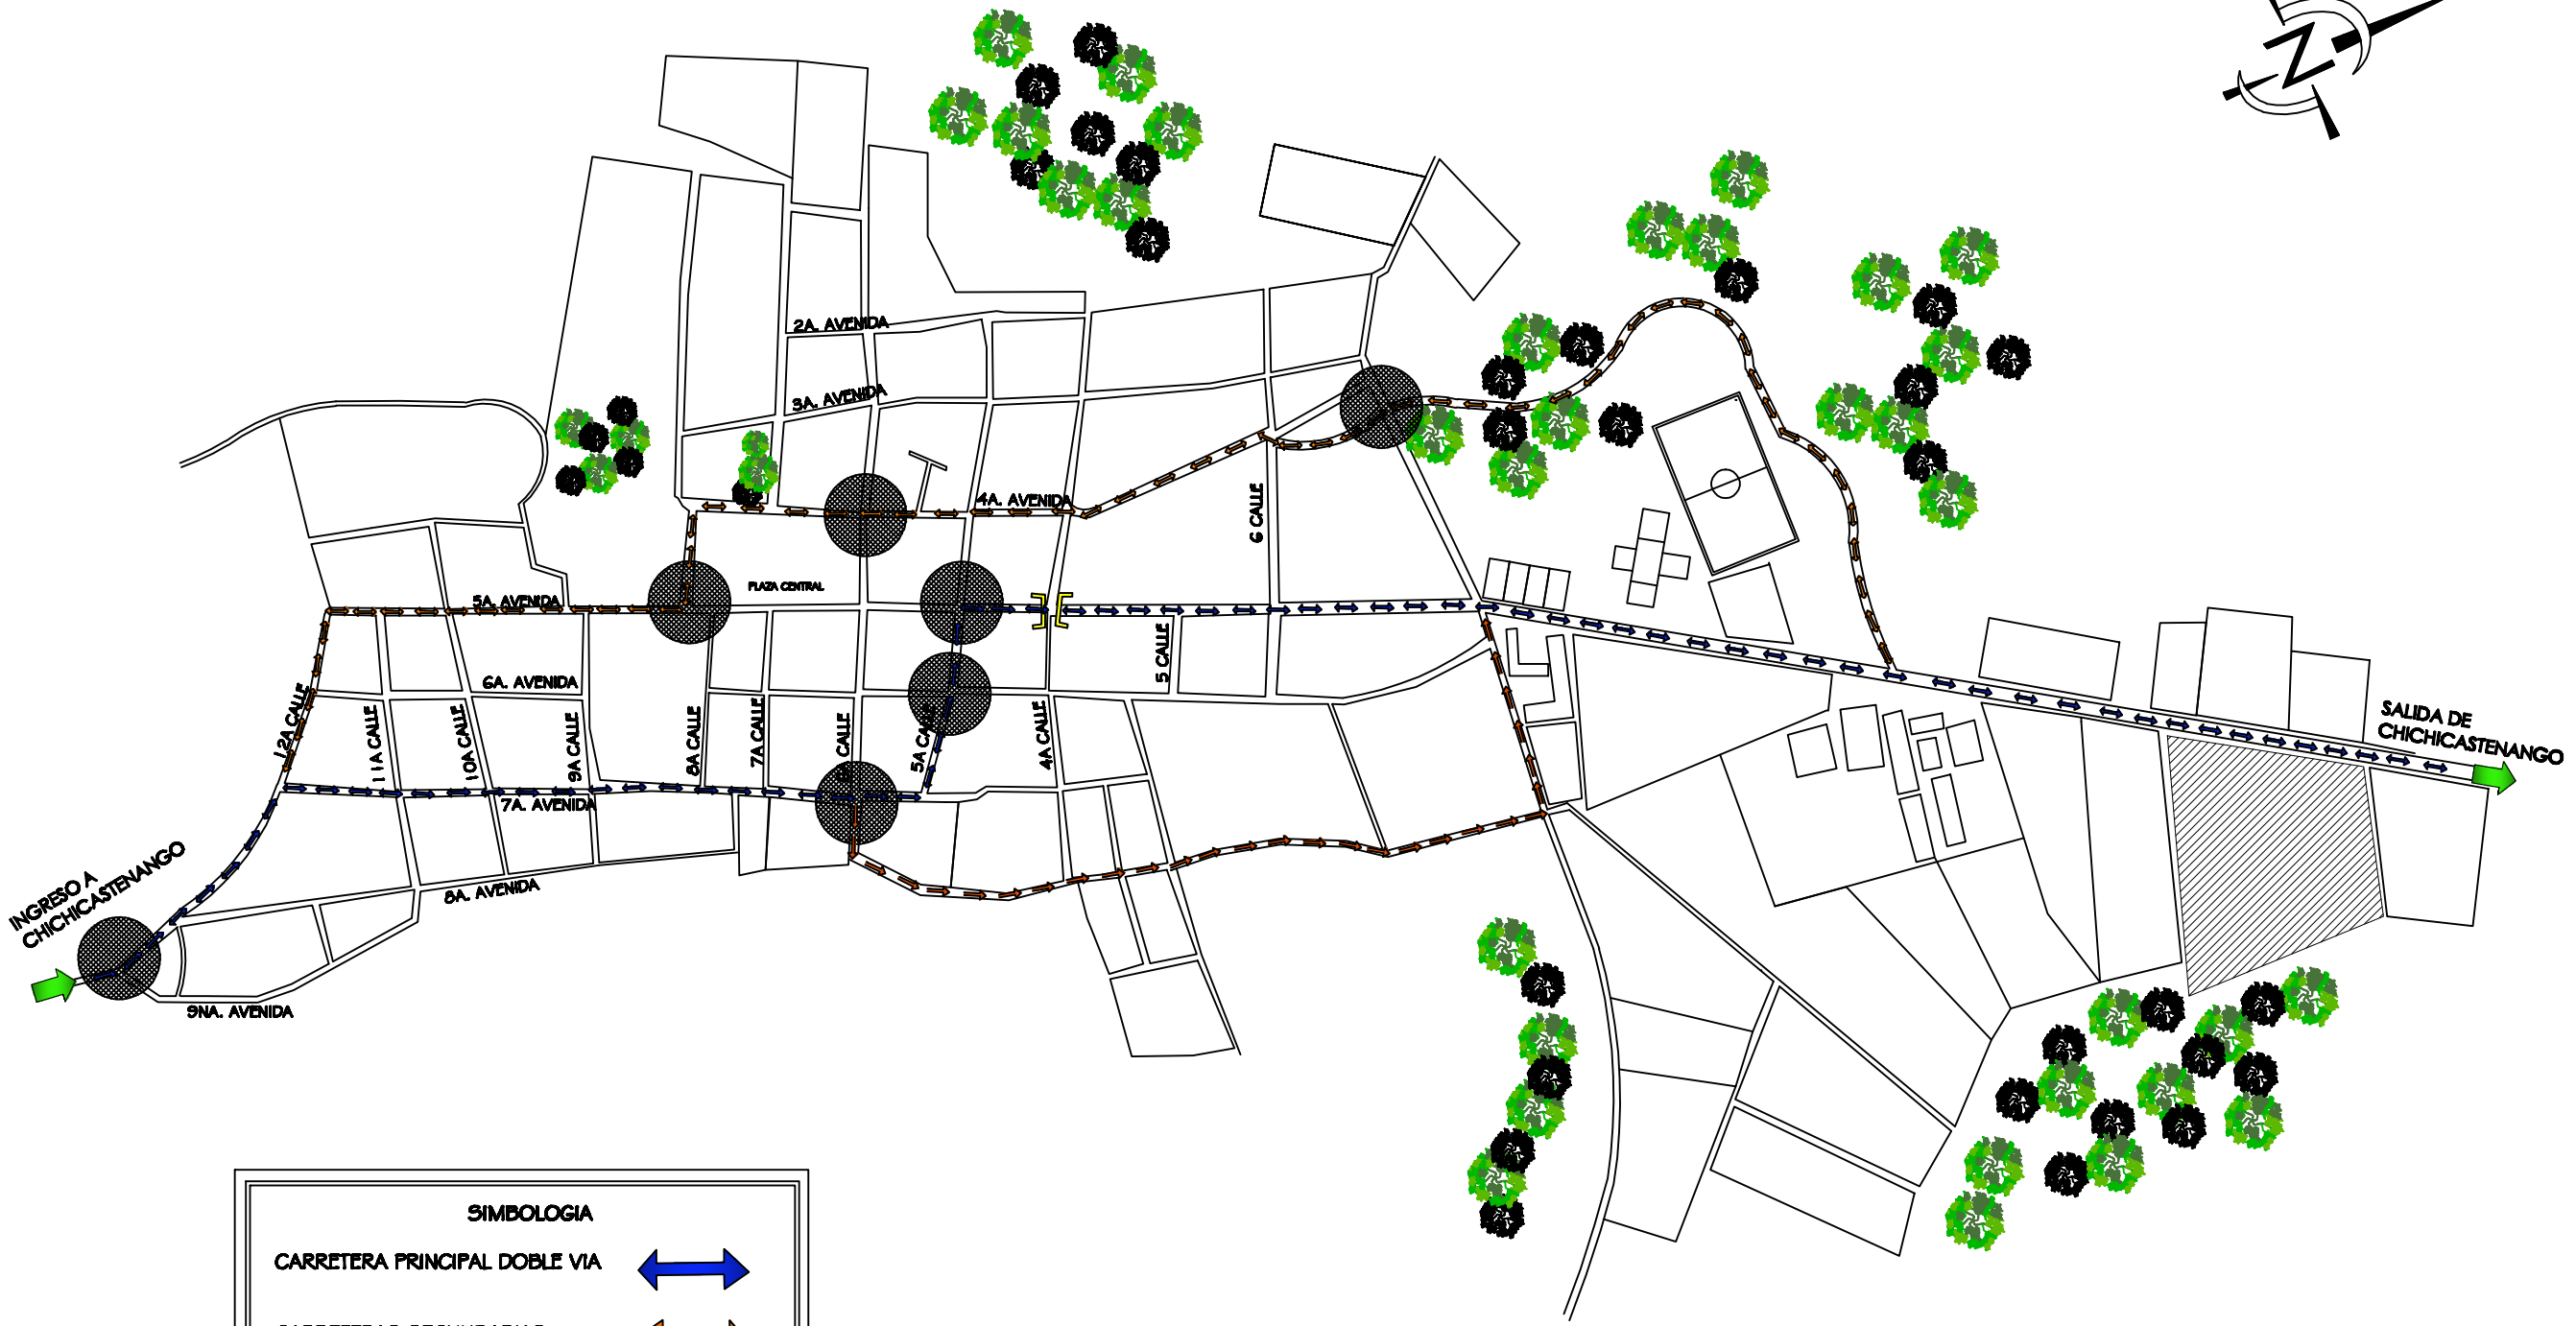 N
2A. AVENIDA
3A. AVENIDA
4A. AVENIDA
6 CALLE
PLAZA CENTRAL
5A. AVENIDA
5 CALLE
6A. AVENIDA
12A CALLE
11A CALLE
10A CALLE
9A CALLE
8A CALLE
7A CALLE
CALLE
5A CALLE
4A CALLE
SALIDA DE
CHICHICASTENANGO
7A. AVENIDA
INGRESO A
CHICHICASTENANGO
8A. AVENIDA
9NA. AVENIDA
SIMBOLOGIA
CARRETERA PRINCIPAL DOBLE VIA